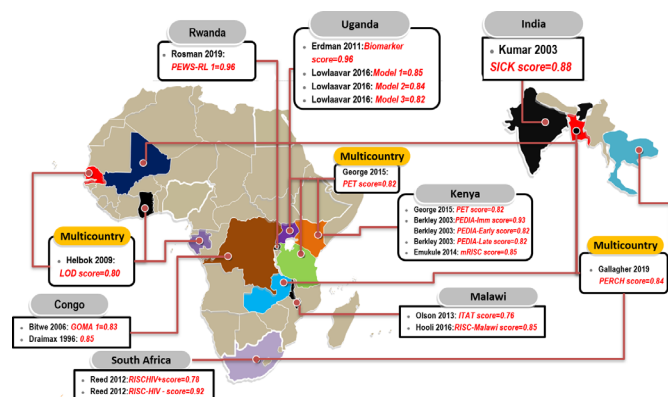 Rwanda
Rosman 2019:
PEWS-RL 1=0.96
Uganda
Erdman 2011:Biomarker
score=0.96
Lowlaavar 2016:Model 1=0.85
Lowlaavar 2016:Model 2=0.84
Lowlaavar 2016:Model 3=0.82
India
Kumar 2003
SICK score=0.88
Multicountry
George 2015:
PET score=0.82
Kenya
George 2015:PET score=0.82
Berkley 2003:PEDIA-Imm=0.93
Berkley 2003:PEDIA-Early=0.82
Berkley 2003:PEDIA-Late=0.82
Emukule 2014: mRISC=0.85
Multicountry
Helbok 2009:
LOD score=0.80
Multicountry
Gallagher 2019
PERCH score=0.84
Congo
Bitwe 2006: GOMA 1=0.83
Draimax 1996: 0.85
Malawi
Olson 2013: ITAT score=0.76
Hooli 2016:RISC-Malawi score=0.85
South Africa
Reed 2012:RISCHIV+score=0.78
Reed 2012:RISC-HIV - score=0.92